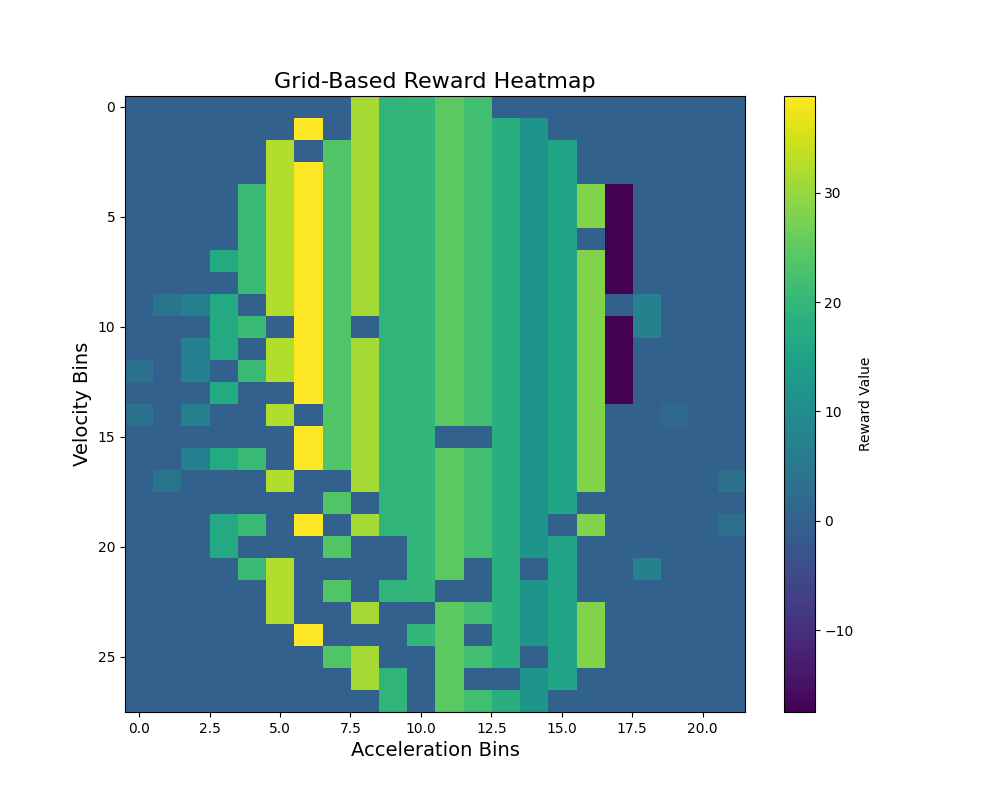 Grid-Based Reward Heatmap
0
5
10
15
20
25
Velocity Bins
0.0 2.5 5.0 7.5 10.0 12.5 15.0 17.5 20.0
Acceleration Bins
30
20
10
0
−10
Reward Value